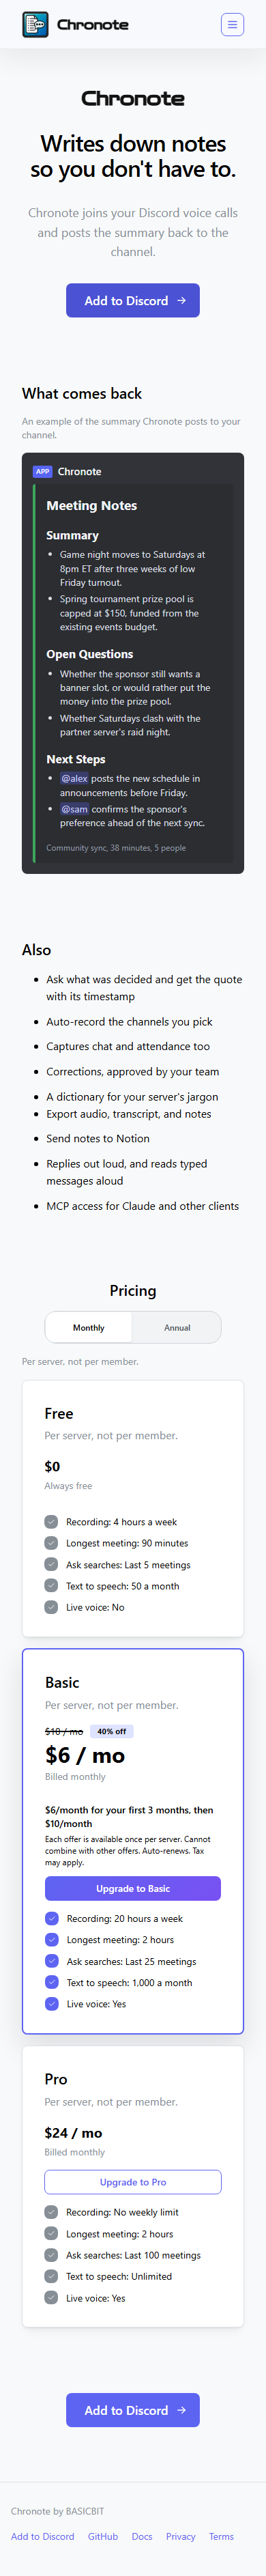 Chronote
Chronote
Writes down notes
so you don't have to.
Chronote joins your Discord voice calls
and posts the summary back to the
channel.
Add to Discord →
What comes back
An example of the summary Chronote posts to your
channel.
APP Chronote
Meeting Notes
Summary
• Game night moves to Saturdays at
8pm ET after three weeks of low
Friday turnout.
• Spring tournament prize pool is
capped at $150, funded from the
existing events budget.
Open Questions
• Whether the sponsor still wants a
banner slot, or would rather put the
money into the prize pool.
• Whether Saturdays clash with the
partner server's raid night.
Next Steps
• @alex posts the new schedule in
announcements before Friday.
• @sam confirms the sponsor's
preference ahead of the next sync.
Community sync, 38 minutes, 5 people
Also
• Ask what was decided and get the quote
with its timestamp
• Auto-record the channels you pick
• Captures chat and attendance too
• Corrections, approved by your team
• A dictionary for your server's jargon
• Export audio, transcript, and notes
• Send notes to Notion
• Replies out loud, and reads typed
messages aloud
• MCP access for Claude and other clients
Pricing
Monthly Annual
Per server, not per member.
Free
Per server, not per member.
$0
Always free
Recording: 4 hours a week
Longest meeting: 90 minutes
Ask searches: Last 5 meetings
Text to speech: 50 a month
Live voice: No
Basic
Per server, not per member.
$10 / mo 40% off
$6 / mo
Billed monthly
$6/month for your first 3 months, then
$10/month
Each offer is available once per server. Cannot
combine with other offers. Auto-renews. Tax
may apply.
Upgrade to Basic
Recording: 20 hours a week
Longest meeting: 2 hours
Ask searches: Last 25 meetings
Text to speech: 1,000 a month
Live voice: Yes
Pro
Per server, not per member.
$24 / mo
Billed monthly
Upgrade to Pro
Recording: No weekly limit
Longest meeting: 2 hours
Ask searches: Last 100 meetings
Text to speech: Unlimited
Live voice: Yes
Add to Discord →
Chronote by BASICBIT
Add to Discord GitHub Docs Privacy Terms